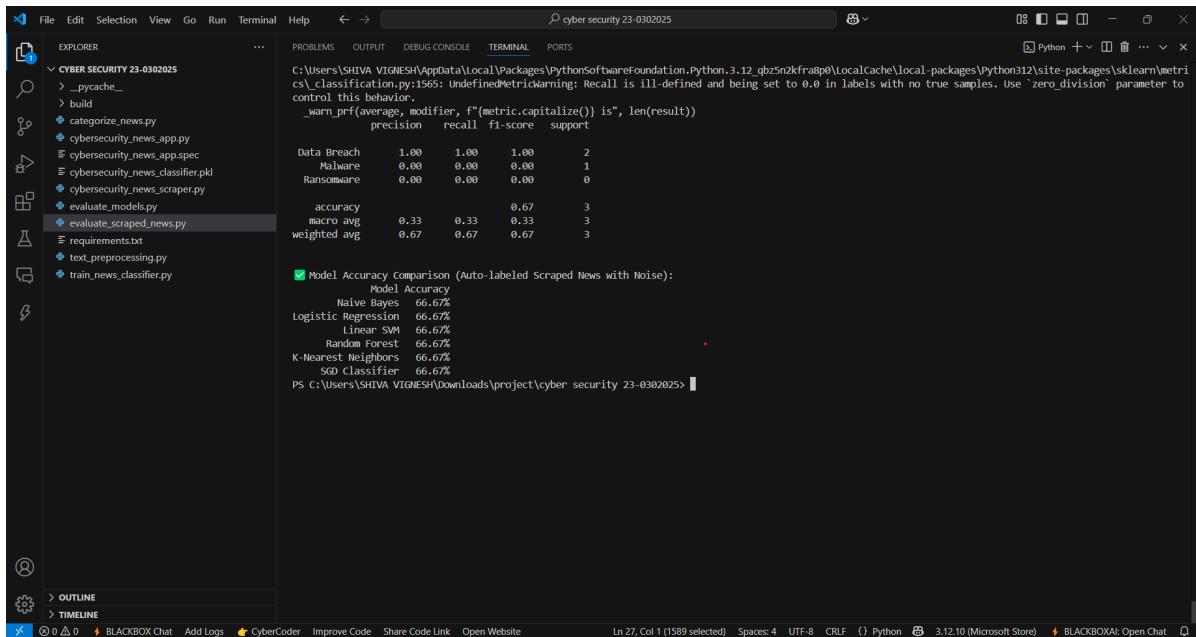 File Edit Selection View Go Run Terminal Help
cyber security 23-0302025
EXPLORER
CYBER SECURITY 23-0302025
__pycache__
build
categorize_news.py
cybersecurity_news_app.py
cybersecurity_news_app.spec
cybersecurity_news_classifier.pkl
cybersecurity_news_scraper.py
evaluate_models.py
evaluate_scraped_news.py
requirements.txt
text_preprocessing.py
train_news_classifier.py
OUTLINE
TIMELINE
PROBLEMS OUTPUT DEBUG CONSOLE TERMINAL PORTS
Python
C:\Users\SHIVA VIGNESH\AppData\Local\Packages\PythonSoftwareFoundation.Python.3.12_qbz5n2kfra8p0\LocalCache\local-packages\Python312\site-packages\sklearn\metri
cs\_classification.py:1565: UndefinedMetricWarning: Recall is ill-defined and being set to 0.0 in labels with no true samples. Use `zero_division` parameter to
control this behavior.
_warn_prf(average, modifier, f"{metric.capitalize()} is", len(result))
precision recall f1-score support
Data Breach 1.00 1.00 1.00 2
Malware 0.00 0.00 0.00 1
Ransomware 0.00 0.00 0.00 0
accuracy 0.67 3
macro avg 0.33 0.33 0.33 3
weighted avg 0.67 0.67 0.67 3
✅ Model Accuracy Comparison (Auto-labeled Scraped News with Noise):
Model Accuracy
Naive Bayes 66.67%
Logistic Regression 66.67%
Linear SVM 66.67%
Random Forest 66.67%
K-Nearest Neighbors 66.67%
SGD Classifier 66.67%
PS C:\Users\SHIVA VIGNESH\Downloads\project\cyber security 23-0302025>
0 0 BLACKBOX Chat Add Logs CyberCoder Improve Code Share Code Link Open Website Ln 27, Col 1 (1589 selected) Spaces: 4 UTF-8 CRLF {} Python 3.12.10 (Microsoft Store) BLACKBOXAI: Open Chat